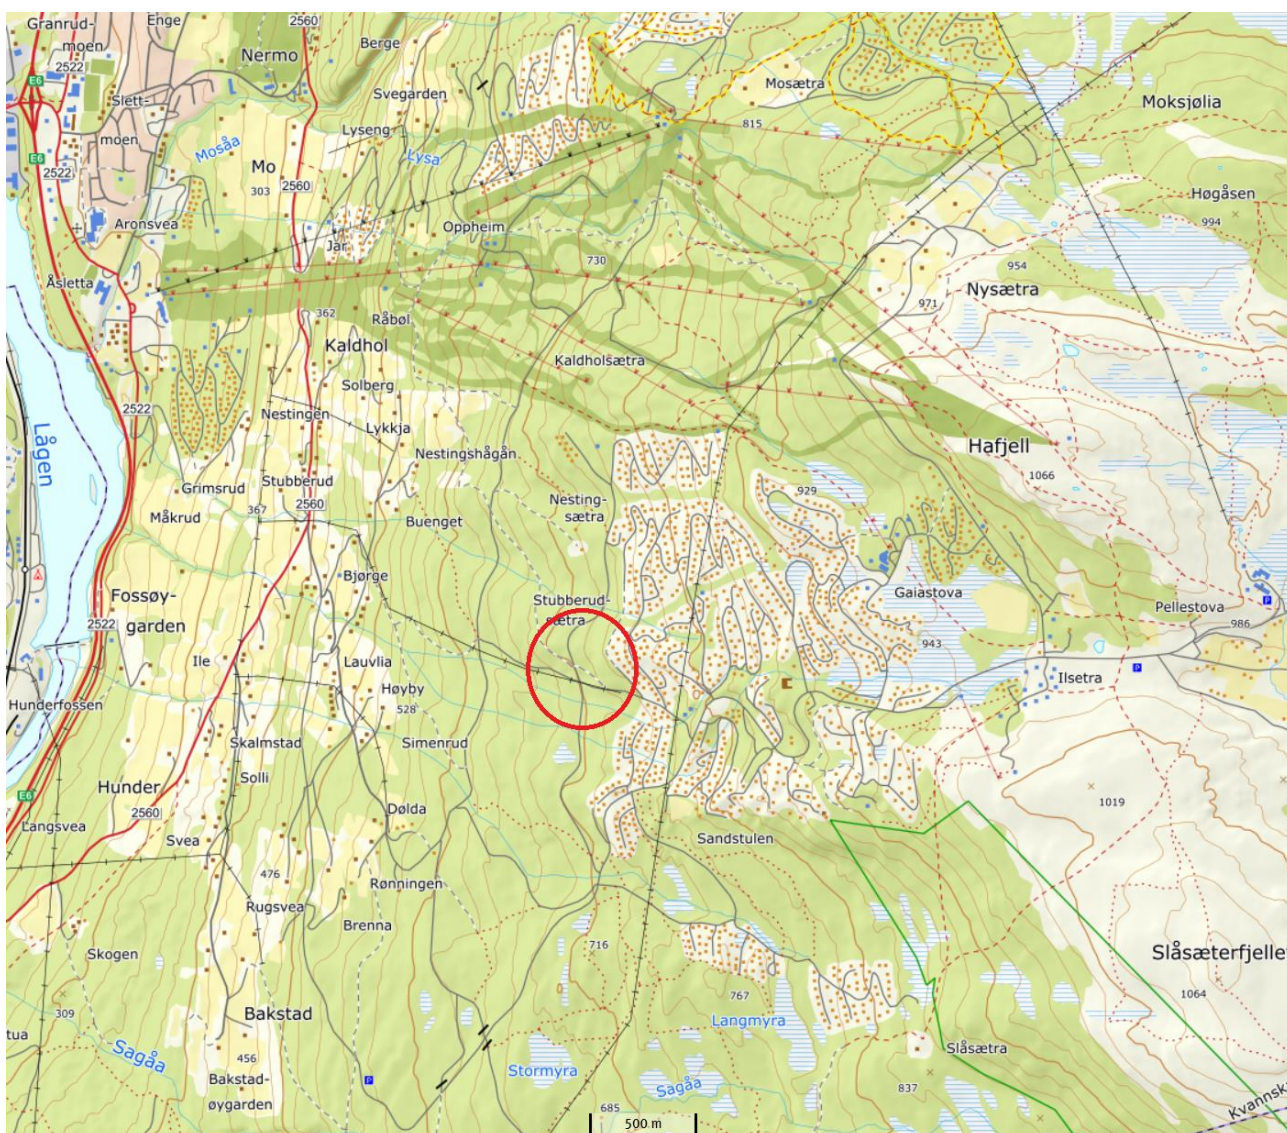 Granrud-
moen
Enge
2560
Berge
Nermo
2522
E6
Slett-
moen
Svegarden
Mosætra
Moksjølia
815
Lyseng
Mosåa
Lysa
E6
2522
Mo
303
2560
Høgåsen
994
Aronsvea
Oppheim
Jar
730
954
Åsletta
Nysætra
971
362
Råbøl
Kaldhol
Kaldholsætra
Solberg
2522
Nestingen
Lykkja
Lågen
Nestingshågån
Hafjell
1066
Grimsrud
Stubberud
929
Nesting-
sætra
367
2560
Måkrud
Buenget
Bjørge
Fossøy-
garden
Stubberud-
sætra
Gaiastova
Pellestova
2522
986
943
Ile
Lauvlia
Ilsetra
Høyby
528
Hunderfossen
Skalmstad
Simenrud
Solli
Hunder
E6
2560
Dølda
1019
Langsvea
Svea
Sandstulen
476
Rønningen
Rugsvea
Brenna
716
Skogen
Slåsæterfjellet
767
1064
309
Bakstad
Langmyra
tua
Sagåa
456
Slåsætra
Stormyra
Bakstad-
øygarden
Sagåa
837
685
500 m